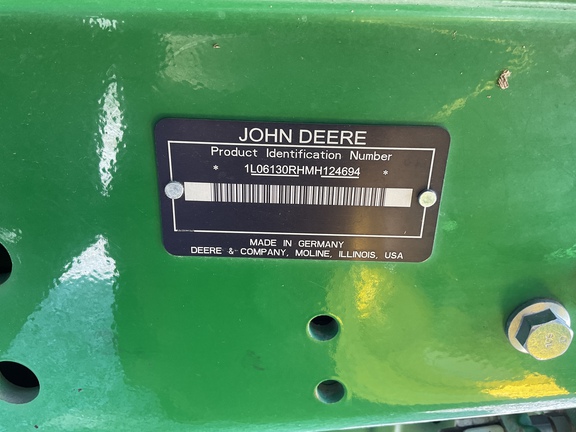 JOHN DEERE
Product Identification Number
* 1L06130RHMH124694 *
MADE IN GERMANY
DEERE & COMPANY, MOLINE, ILLINOIS, USA